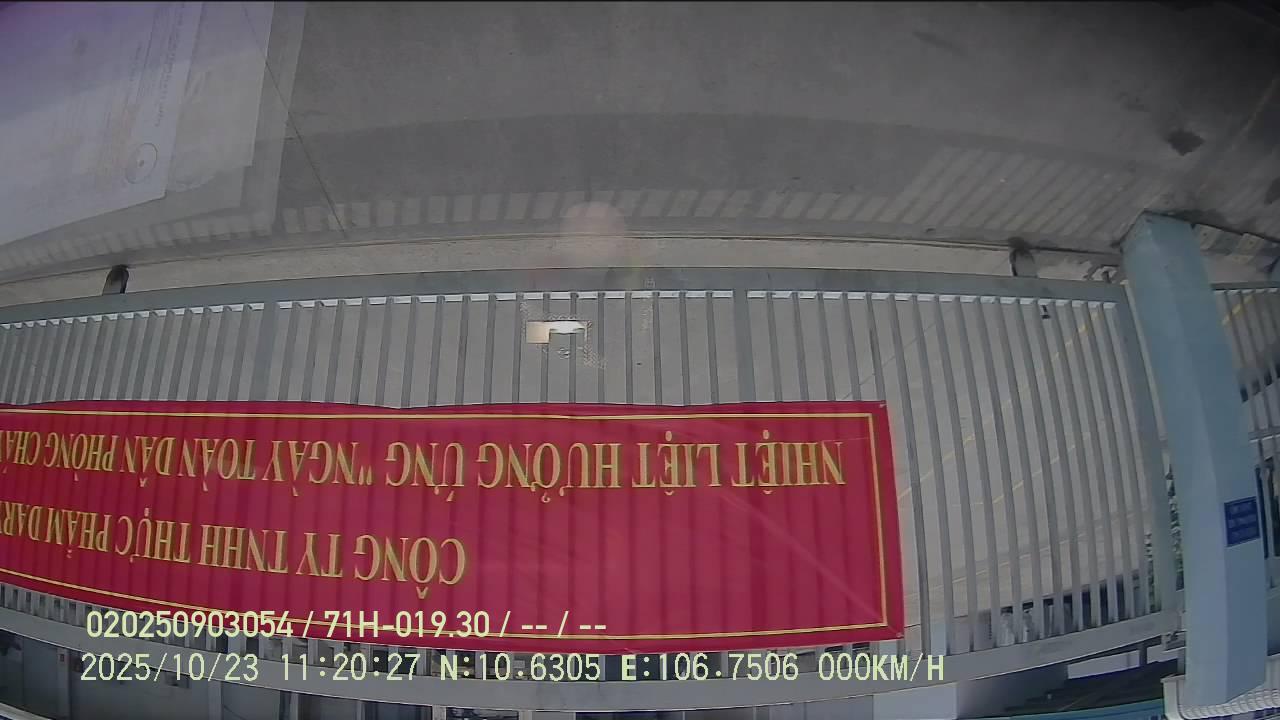 NHIỆT LIỆT HƯỞNG ỨNG "NGÀY TOÀN DÂN PHÒNG CHÁY
CÔNG TY TNHH THỰC PHẨM
020250903054 / 71H-019.30 / -- / --
2025/10/23 11:20:27 N:10.6305 E:106.7506 000KM/H